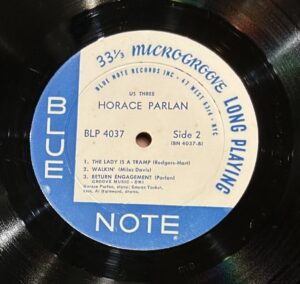 33⅓ MICROGROOVE LONG PLAYING
BLUE NOTE RECORDS INC • 47 WEST 63rd • NYC
US THREE
HORACE PARLAN
BLP 4037 Side 2
(BN 4037-B)
1. THE LADY IS A TRAMP (Rodgers-Hart)
2. WALKIN' (Miles Davis)
3. RETURN ENGAGEMENT (Parlan)
GROOVE MUSIC - BMI
Horace Parlan, piano; George Tucker,
bass; Al Harewood, drums.
BLUE
NOTE